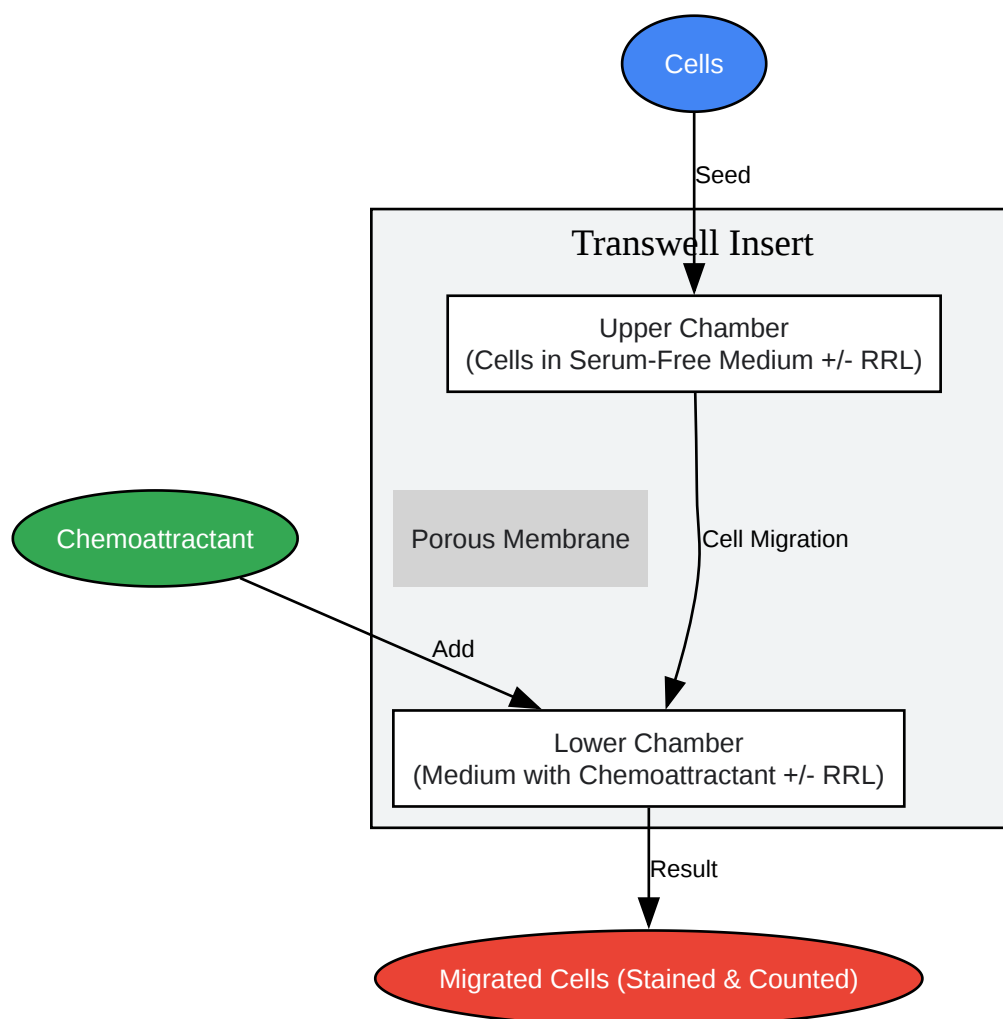 Cells
Seed
Transwell Insert
Upper Chamber
(Cells in Serum-Free Medium +/- RRL)
Chemoattractant
Porous Membrane
Cell Migration
Add
Lower Chamber
(Medium with Chemoattractant +/- RRL)
Result
Migrated Cells (Stained & Counted)